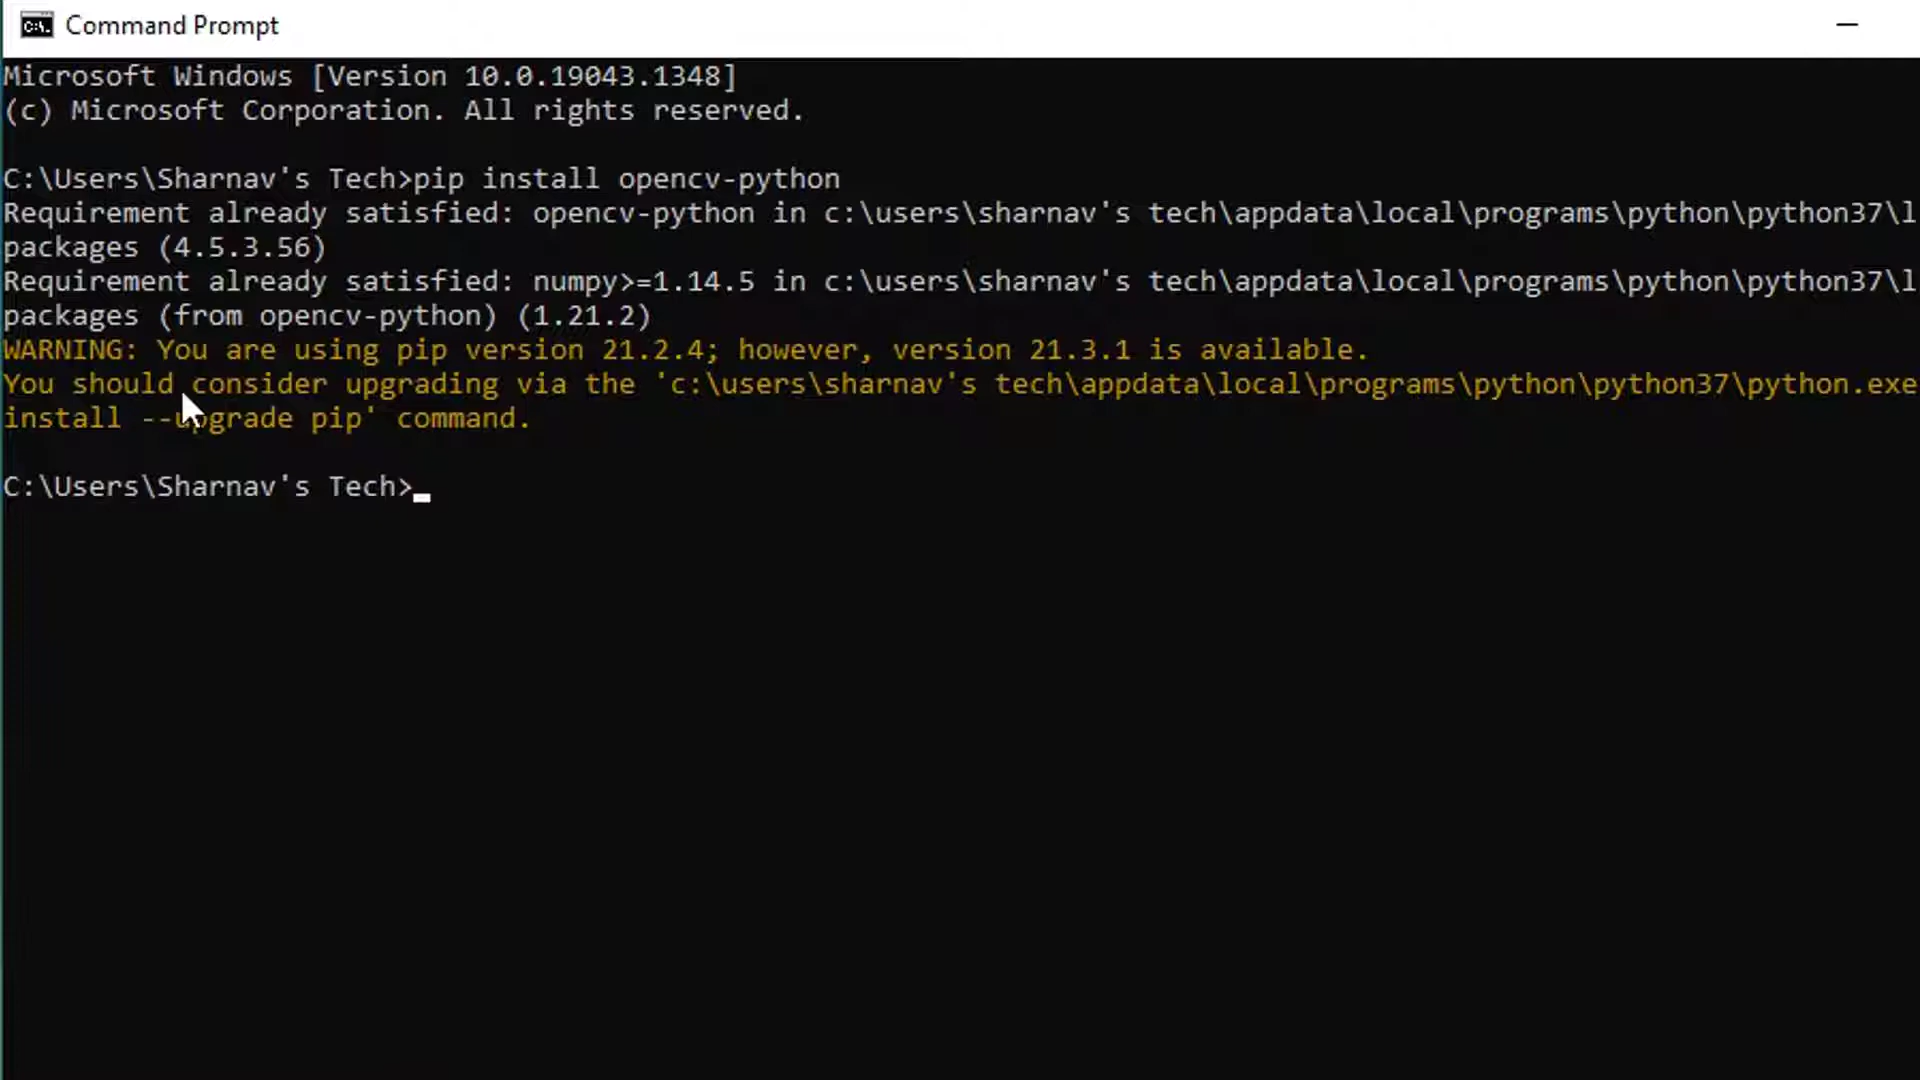 Command Prompt
Microsoft Windows [Version 10.0.19043.1348]
(c) Microsoft Corporation. All rights reserved.
C:\Users\Sharnav's Tech>pip install opencv-python
Requirement already satisfied: opencv-python in c:\users\sharnav's tech\appdata\local\programs\python\python37\l
packages (4.5.3.56)
Requirement already satisfied: numpy>=1.14.5 in c:\users\sharnav's tech\appdata\local\programs\python\python37\l
packages (from opencv-python) (1.21.2)
WARNING: You are using pip version 21.2.4; however, version 21.3.1 is available.
You should consider upgrading via the 'c:\users\sharnav's tech\appdata\local\programs\python\python37\python.exe
install --upgrade pip' command.
C:\Users\Sharnav's Tech>